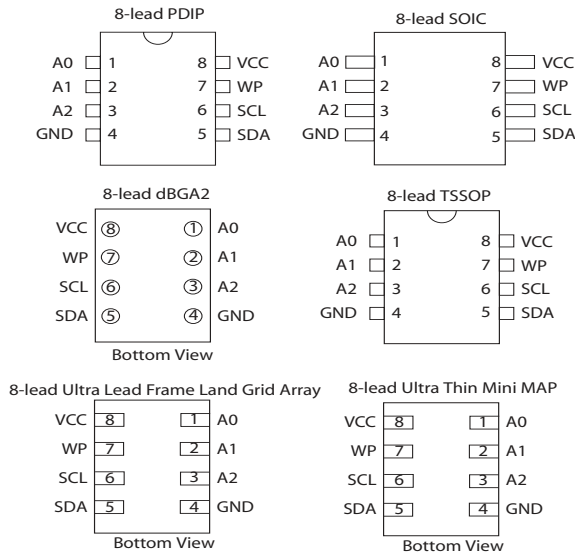 8-lead PDIP
A0 1 8 VCC
A1 2 7 WP
A2 3 6 SCL
GND 4 5 SDA
8-lead SOIC
A0 1 8 VCC
A1 2 7 WP
A2 3 6 SCL
GND 4 5 SDA
8-lead dBGA2
VCC 8 1 A0
WP 7 2 A1
SCL 6 3 A2
SDA 5 4 GND
Bottom View
8-lead TSSOP
A0 1 8 VCC
A1 2 7 WP
A2 3 6 SCL
GND 4 5 SDA
8-lead Ultra Lead Frame Land Grid Array
VCC 8 1 A0
WP 7 2 A1
SCL 6 3 A2
SDA 5 4 GND
Bottom View
8-lead Ultra Thin Mini MAP
VCC 8 1 A0
WP 7 2 A1
SCL 6 3 A2
SDA 5 4 GND
Bottom View